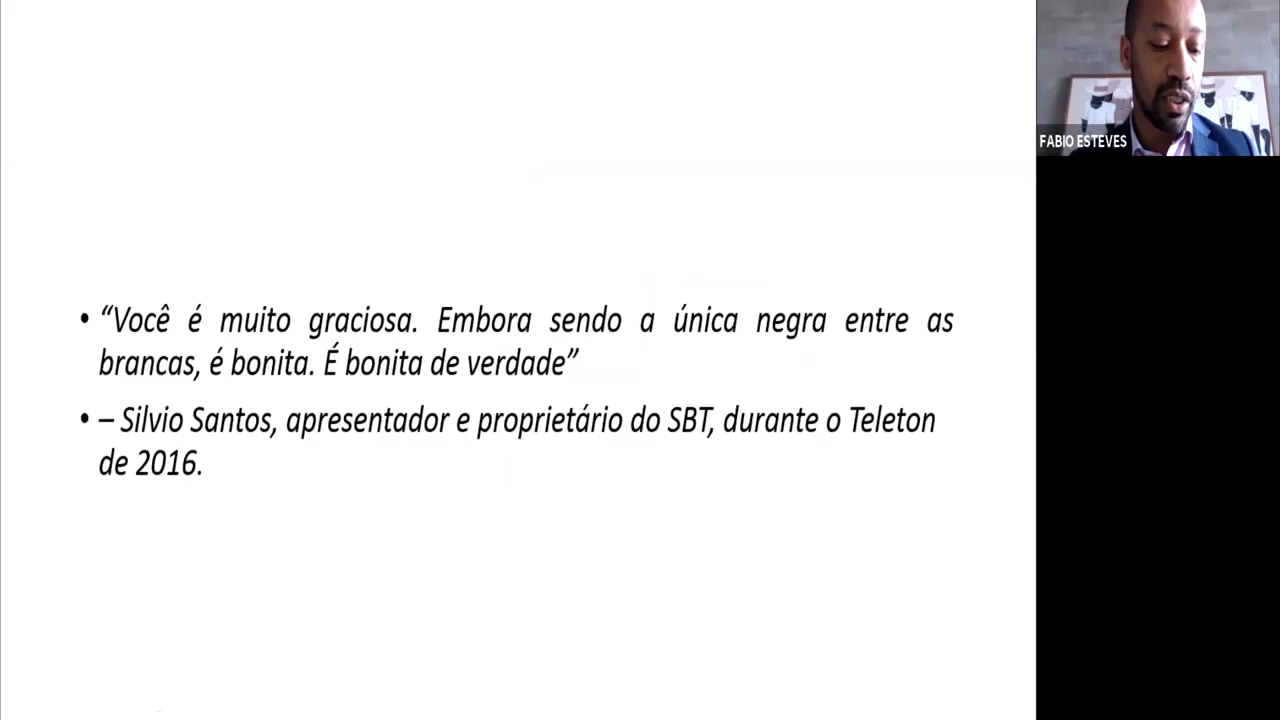 • “Você é muito graciosa. Embora sendo a única negra entre as
brancas, é bonita. É bonita de verdade”
• – Silvio Santos, apresentador e proprietário do SBT, durante o Teleton
de 2016.
FABIO ESTEVES